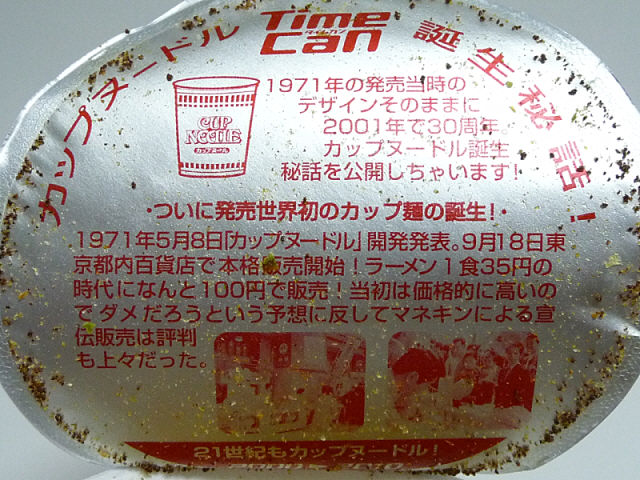 Time Can
タイム カン
カップヌードル
誕生秘話!
1971年の発売当時の
デザインそのままに
2001年で30周年。
カップヌードル誕生
秘話を公開しちゃいます!
CUP
NOODLE
カップヌードル
・ついに発売世界初のカップ麺の誕生!・
1971年5月8日「カップヌードル」開発発表。9月18日東
京都内百貨店で本格販売開始!ラーメン1食35円の
時代になんと100円で販売!当初は価格的に高いの
でダメだろうという予想に反してマネキンによる宣
伝販売は評判
も上々だった。
21世紀もカップヌードル!